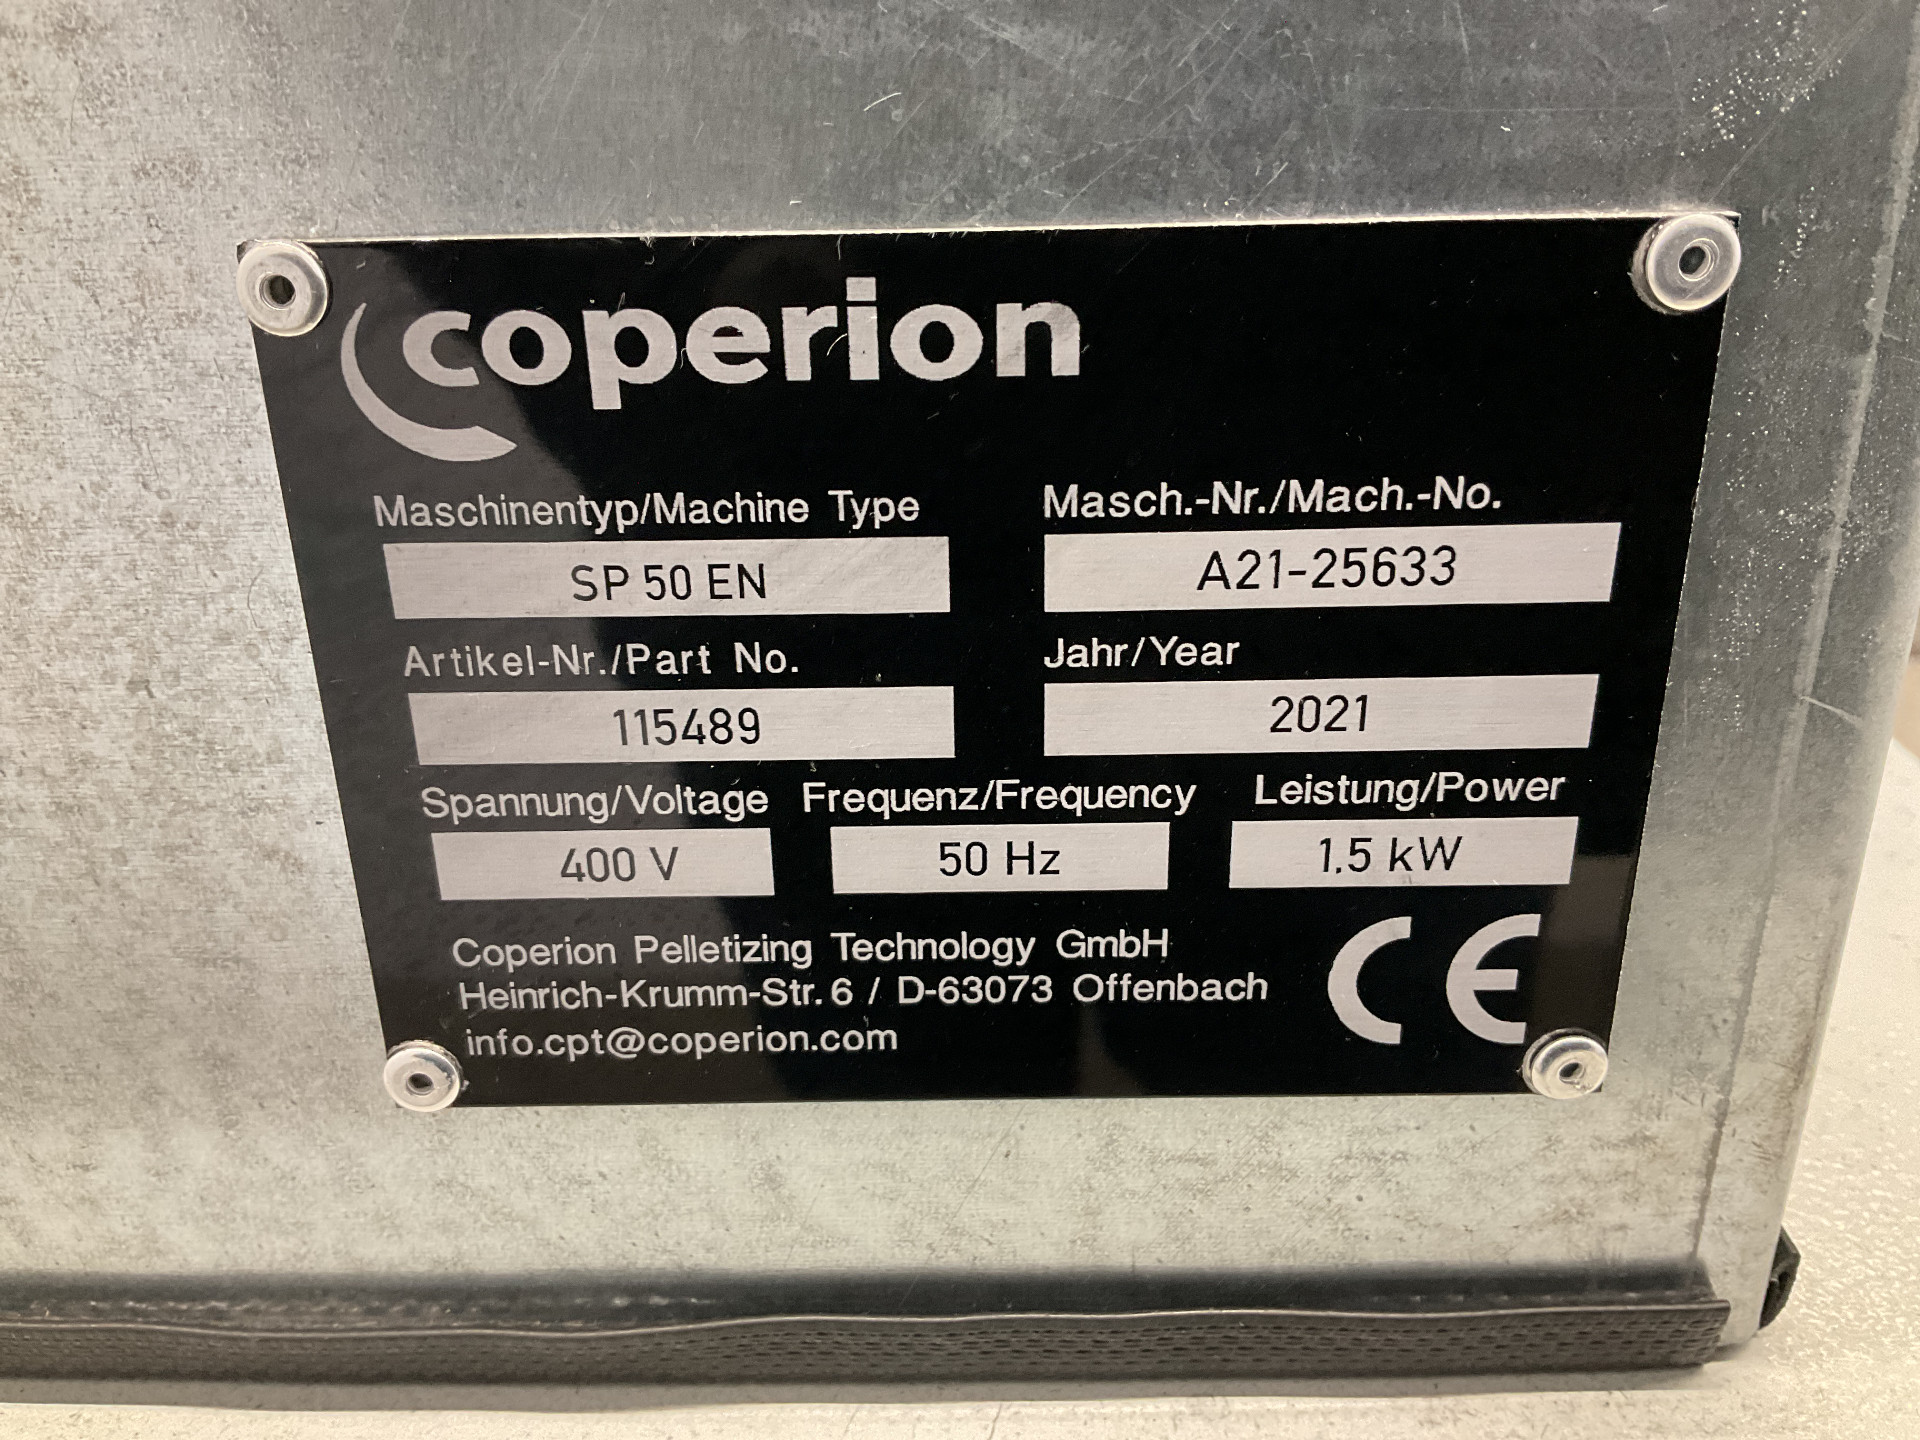 coperion
Maschinentyp/Machine Type
Masch.-Nr./Mach.-No.
SP 50 EN
A21-25633
Artikel-Nr./Part No.
Jahr/Year
115489
2021
Spannung/Voltage
Frequenz/Frequency
Leistung/Power
400 V
50 Hz
1.5 kW
Coperion Pelletizing Technology GmbH
Heinrich-Krumm-Str. 6 / D-63073 Offenbach
info.cpt@coperion.com
CE